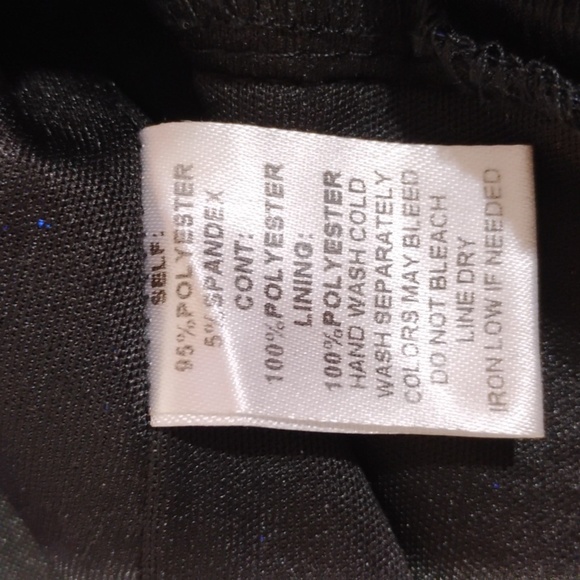 SELF:
95%POLYESTER
5%SPANDEX
CONT:
100%POLYESTER
LINING:
100%POLYESTER
HAND WASH COLD
WASH SEPARATELY
COLORS MAY BLEED
DO NOT BLEACH
LINE DRY
IRON LOW IF NEEDED